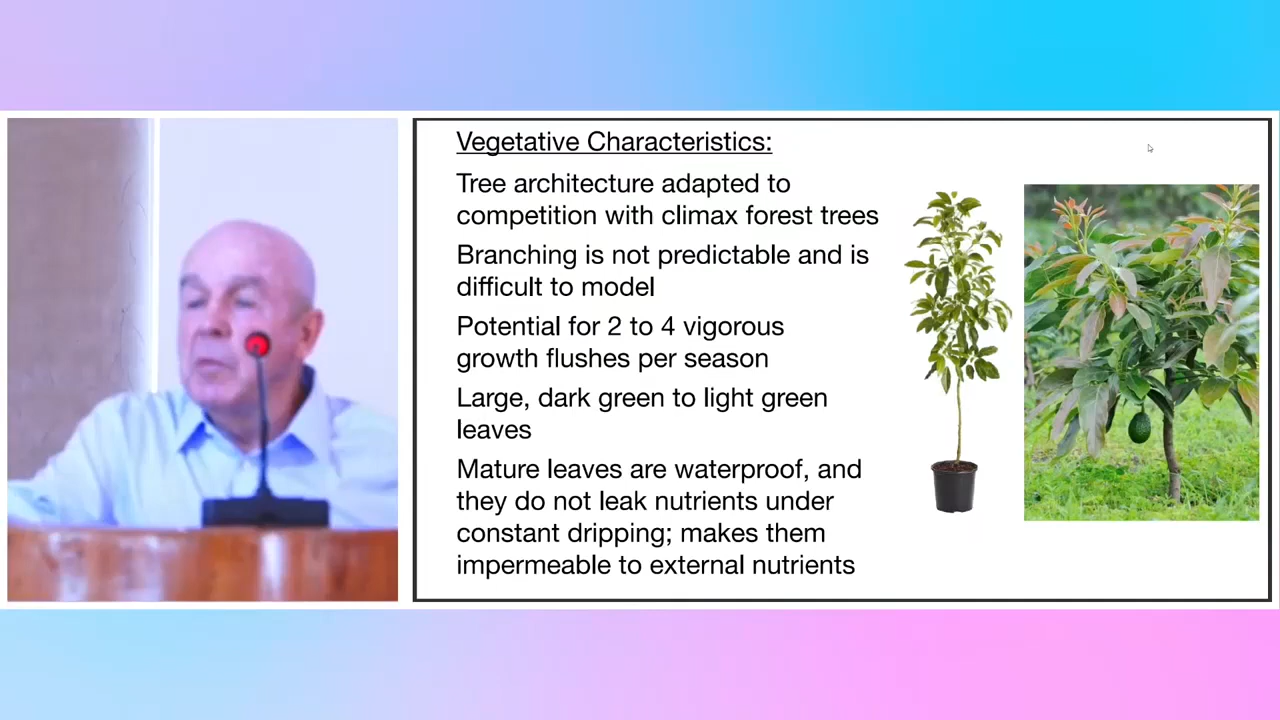 Vegetative Characteristics:
Tree architecture adapted to
competition with climax forest trees
Branching is not predictable and is
difficult to model
Potential for 2 to 4 vigorous
growth flushes per season
Large, dark green to light green
leaves
Mature leaves are waterproof, and
they do not leak nutrients under
constant dripping; makes them
impermeable to external nutrients